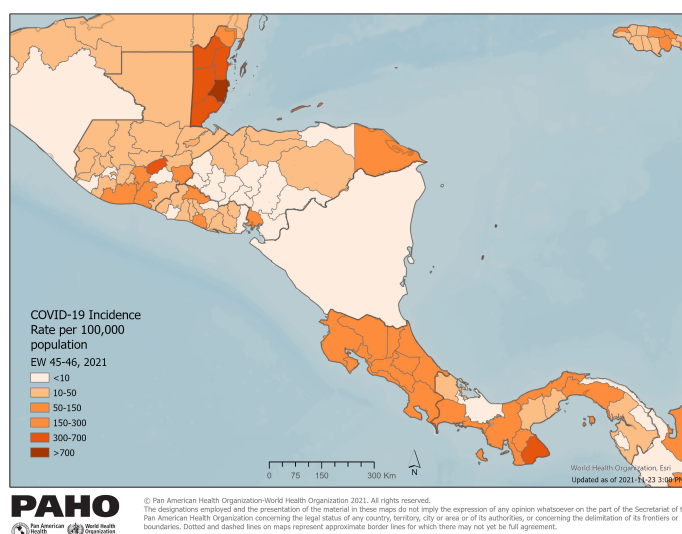 COVID-19 Incidence
Rate per 100,000
population
EW 45-46, 2021
<10
10-50
50-150
150-300
300-700
>700
0 75 150 300 Km
N
World Health Organization, Esri
Updated as of 2021-11-23 3:00 PM
PAHO
Pan American
Health
Organization
World Health
Organization
© Pan American Health Organization-World Health Organization 2021. All rights reserved.
The designations employed and the presentation of the material in these maps do not imply the expression of any opinion whatsoever on the part of the Secretariat of
Pan American Health Organization concerning the legal status of any country, territory, city or area or of its authorities, or concerning the delimitation of its frontiers or
boundaries. Dotted and dashed lines on maps represent approximate border lines for which there may not yet be full agreement.